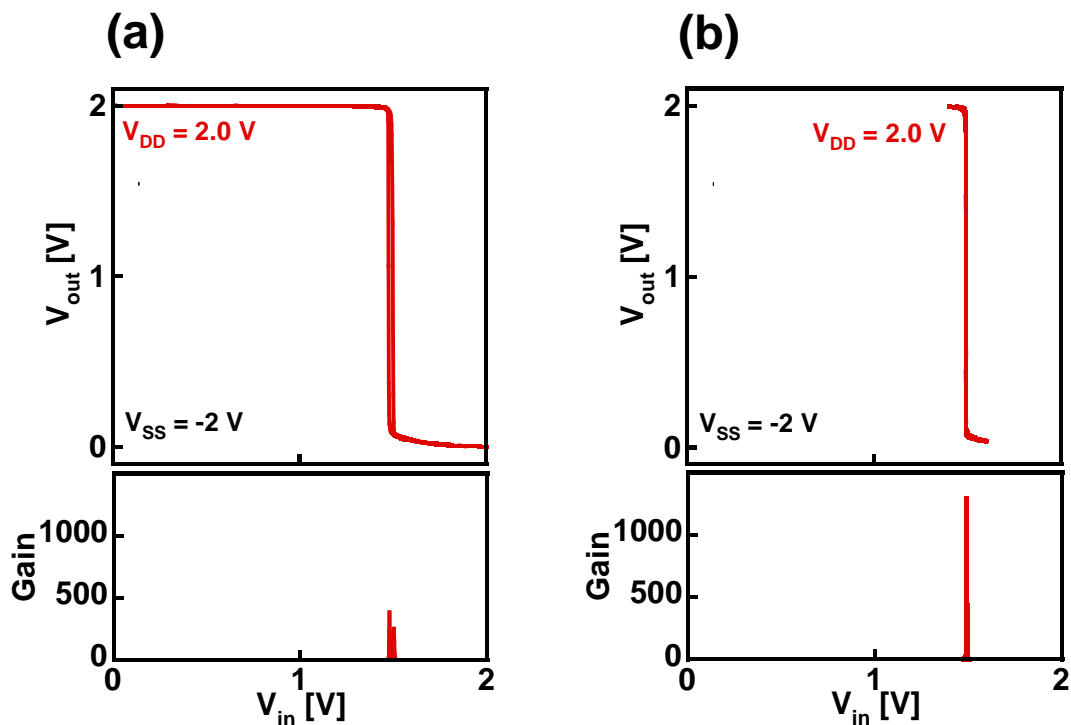 (a)
2
V_DD = 2.0 V
V_out [V]
1
V_SS = -2 V
0
1000
Gain
500
0
0
1
2
V_in [V]
(b)
2
V_DD = 2.0 V
V_out [V]
1
V_SS = -2 V
0
1000
Gain
500
0
0
1
2
V_in [V]